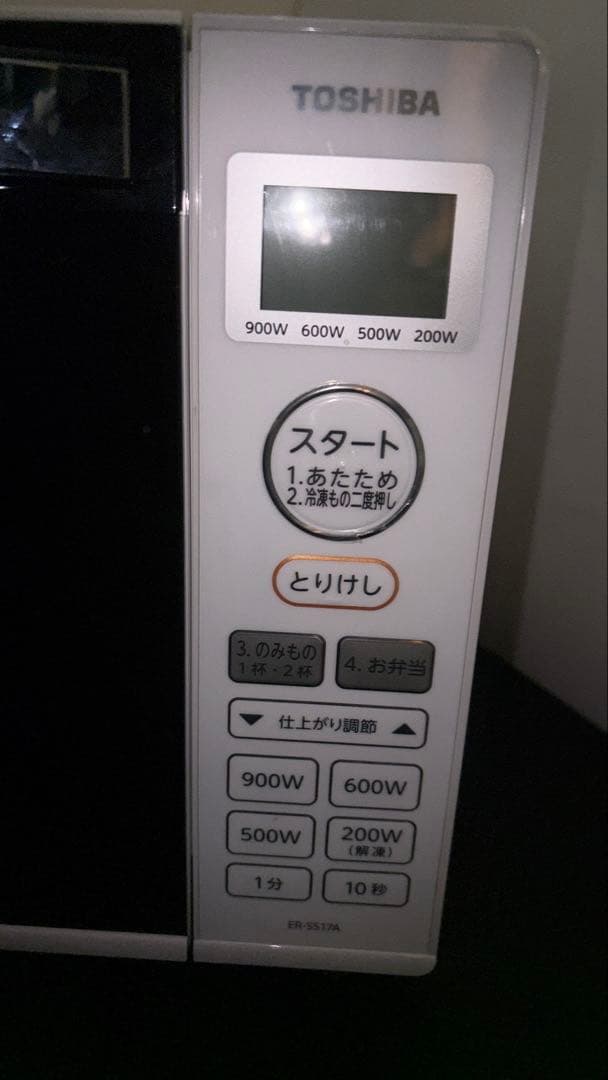 TOSHIBA
900W 600W 500W 200W
スタート
1.あたため
2.冷凍もの二度押し
とりけし
3.のみもの
1杯・2杯
4.お弁当
▼ 仕上がり調節 ▲
900W
600W
500W
200W
(解凍)
1分
10秒
ER-SS17A